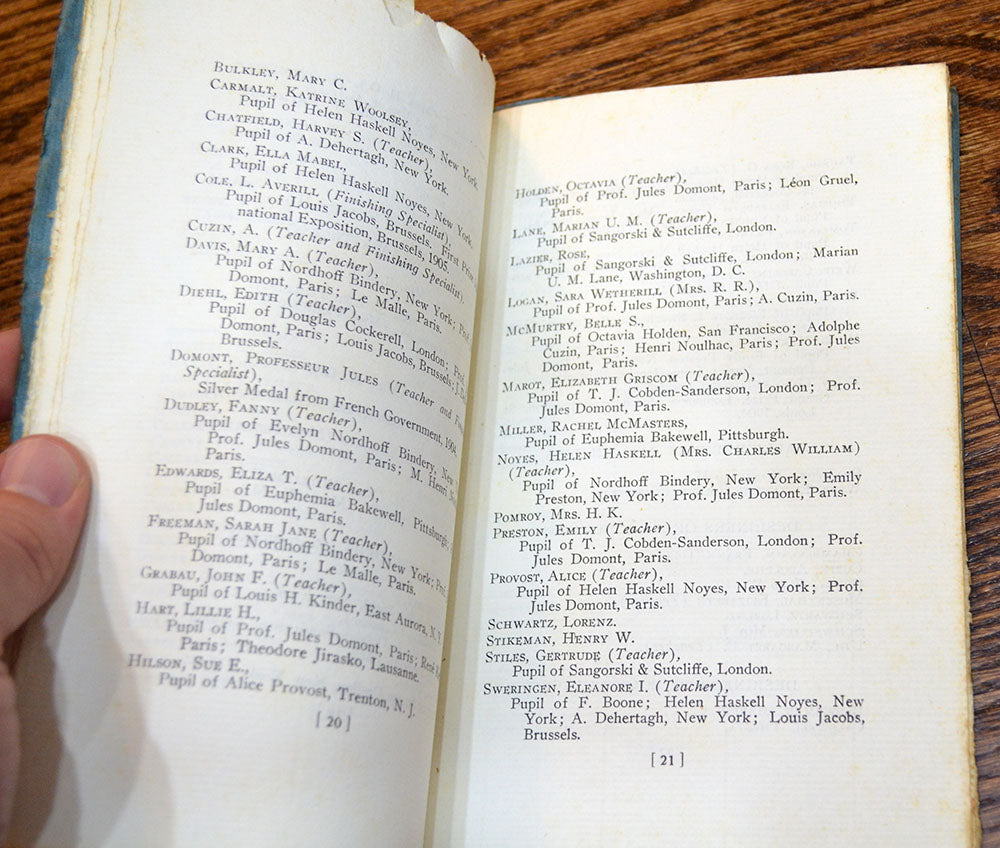 BULKLEY, MARY C.
CARMALT, KATRINE WOOLSEY,
Pupil of Helen Haskell Noyes, New York.
CHATFIELD, HARVEY S. (Teacher),
Pupil of A. Dehertagh, New York.
CLARK, ELLA MABEL,
Pupil of Helen Haskell Noyes, New York.
COLE, L. AVERILL (Finishing Specialist),
Pupil of Louis Jacobs, Brussels. First Prize
national Exposition, Brussels, 1905.
CUZIN, A. (Teacher and Finishing Specialist).
DAVIS, MARY A. (Teacher),
Pupil of Nordhoff Bindery, New York; Prof.
Domont, Paris; Le Malle, Paris.
DIEHL, EDITH (Teacher),
Pupil of Douglas Cockerell, London; Prof.
Domont, Paris; Louis Jacobs, Brussels;
Brussels.
DOMONT, PROFESSEUR JULES (Teacher and
Specialist),
Silver Medal from French Government, 1904
DUDLEY, FANNY (Teacher),
Pupil of Evelyn Nordhoff Bindery, New
Prof. Jules Domont, Paris; M. Henri
Paris.
EDWARDS, ELIZA T. (Teacher),
Pupil of Euphemia Bakewell, Pittsburgh;
Jules Domont, Paris.
FREEMAN, SARAH JANE (Teacher),
Pupil of Nordhoff Bindery, New York; Prof.
Domont, Paris; Le Malle, Paris.
GRABAU, JOHN F. (Teacher),
Pupil of Louis H. Kinder, East Aurora, N. Y.
HART, LILLIE H.,
Pupil of Prof. Jules Domont, Paris; René
Paris; Theodore Jirasko, Lausanne.
HILSON, SUE E.,
Pupil of Alice Provost, Trenton, N. J.
[ 20 ]
HOLDEN, OCTAVIA (Teacher),
Pupil of Prof. Jules Domont, Paris; Léon Gruel,
Paris.
LANE, MARIAN U. M. (Teacher),
Pupil of Sangorski & Sutcliffe, London.
LAZIER, ROSE,
Pupil of Sangorski & Sutcliffe, London; Marian
U. M. Lane, Washington, D. C.
LOGAN, SARA WETHERILL (MRS. R. R.),
Pupil of Prof. Jules Domont, Paris; A. Cuzin, Paris.
MCMURTRY, BELLE S.,
Pupil of Octavia Holden, San Francisco; Adolphe
Cuzin, Paris; Henri Noulhac, Paris; Prof. Jules
Domont, Paris.
MAROT, ELIZABETH GRISCOM (Teacher),
Pupil of T. J. Cobden-Sanderson, London; Prof.
Jules Domont, Paris.
MILLER, RACHEL MCMASTERS,
Pupil of Euphemia Bakewell, Pittsburgh.
NOYES, HELEN HASKELL (MRS. CHARLES WILLIAM)
(Teacher),
Pupil of Nordhoff Bindery, New York; Emily
Preston, New York; Prof. Jules Domont, Paris.
POMROY, MRS. H. K.
PRESTON, EMILY (Teacher),
Pupil of T. J. Cobden-Sanderson, London; Prof.
Jules Domont, Paris.
PROVOST, ALICE (Teacher),
Pupil of Helen Haskell Noyes, New York; Prof.
Jules Domont, Paris.
SCHWARTZ, LORENZ.
STIKEMAN, HENRY W.
STILES, GERTRUDE (Teacher),
Pupil of Sangorski & Sutcliffe, London.
SWERINGEN, ELEANORE I. (Teacher),
Pupil of F. Boone; Helen Haskell Noyes, New
York; A. Dehertagh, New York; Louis Jacobs,
Brussels.
[ 21 ]